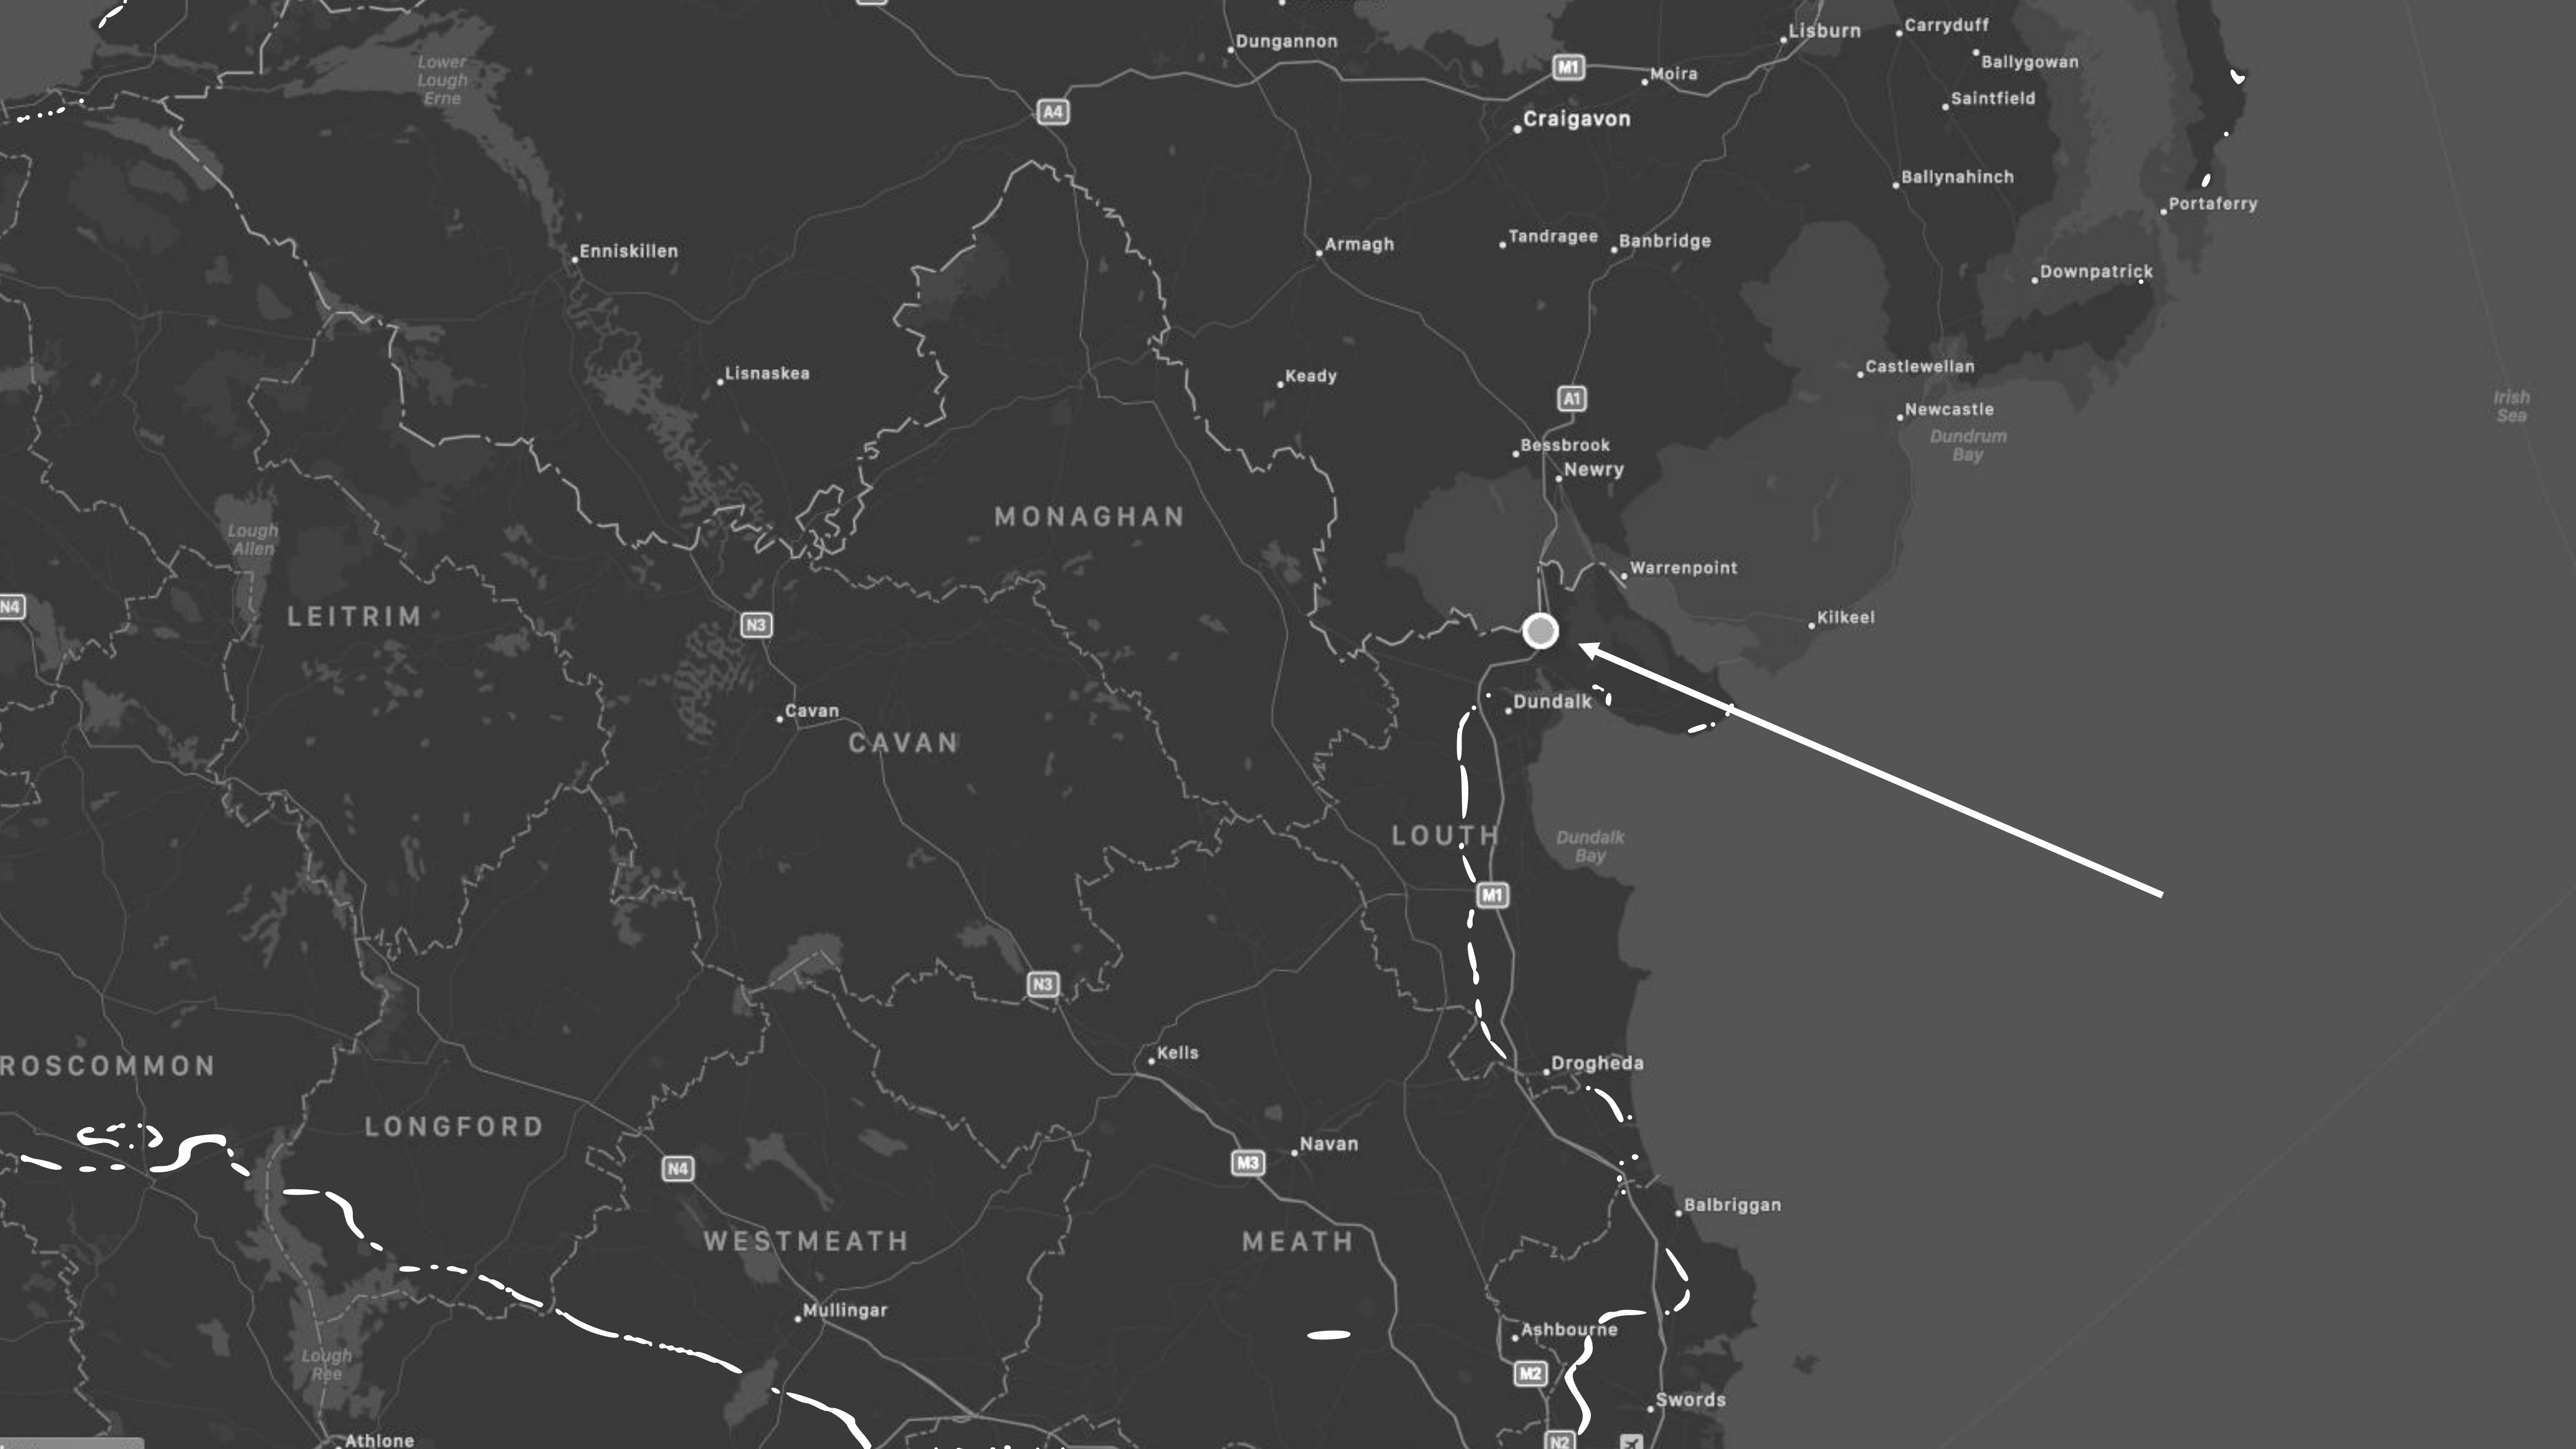 Dungannon
Lisburn
Carryduff
Ballygowan
Lower
Lough
Erne
M1
Moira
Saintfield
A4
Craigavon
Ballynahinch
Portaferry
Enniskillen
Armagh
Tandragee
Banbridge
Downpatrick
Lisnaskea
Keady
Castlewellan
A1
Irish
Sea
Newcastle
Dundrum
Bay
Bessbrook
Newry
MONAGHAN
Lough
Allen
Warrenpoint
N4
LEITRIM
N3
Kilkeel
Cavan
Dundalk
CAVAN
LOUTH
Dundalk
Bay
M1
N3
Kells
Drogheda
ROSCOMMON
LONGFORD
N4
M3
Navan
Balbriggan
WESTMEATH
MEATH
Mullingar
Ashbourne
Lough
Ree
M2
Swords
Athlone
N2